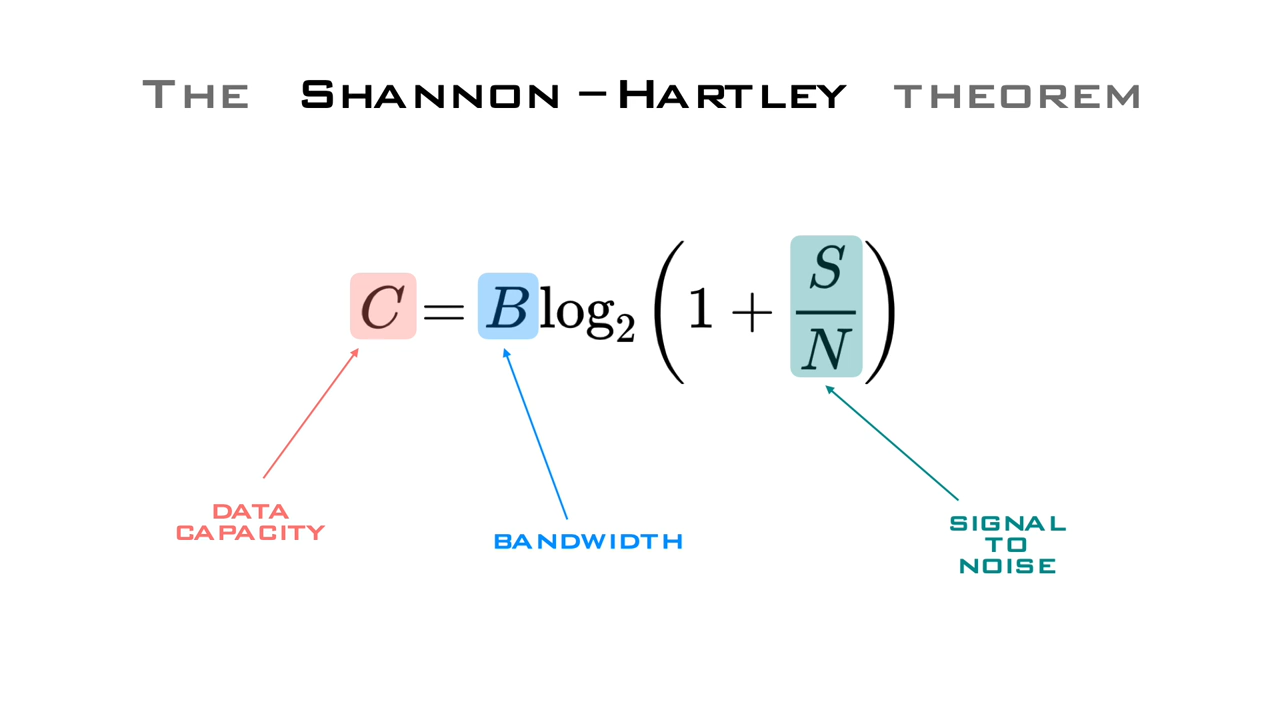 The Shannon – Hartley theorem
C = B log₂ ( 1 + S/N )
DATA
CAPACITY
BANDWIDTH
SIGNAL
TO
NOISE